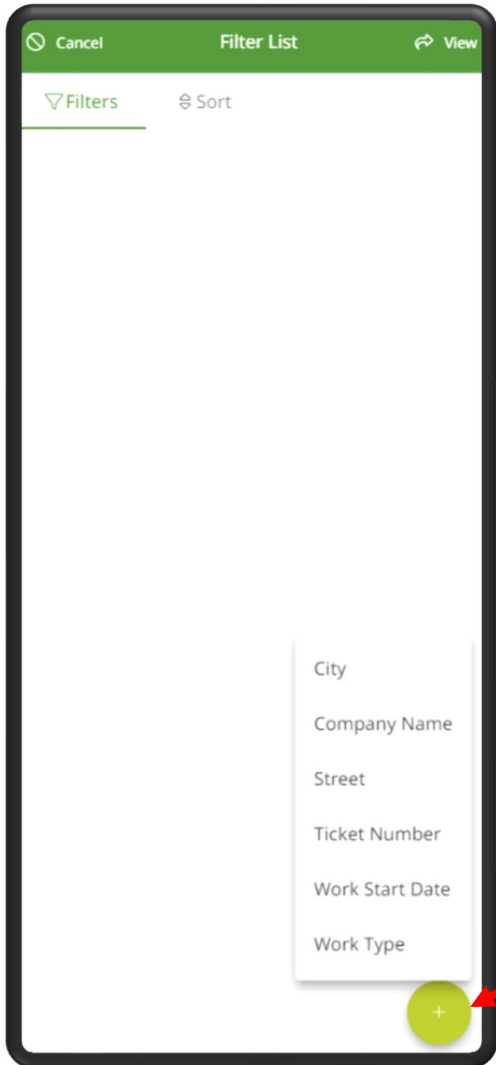 Cancel Filter List View
Filters Sort
City
Company Name
Street
Ticket Number
Work Start Date
Work Type
+